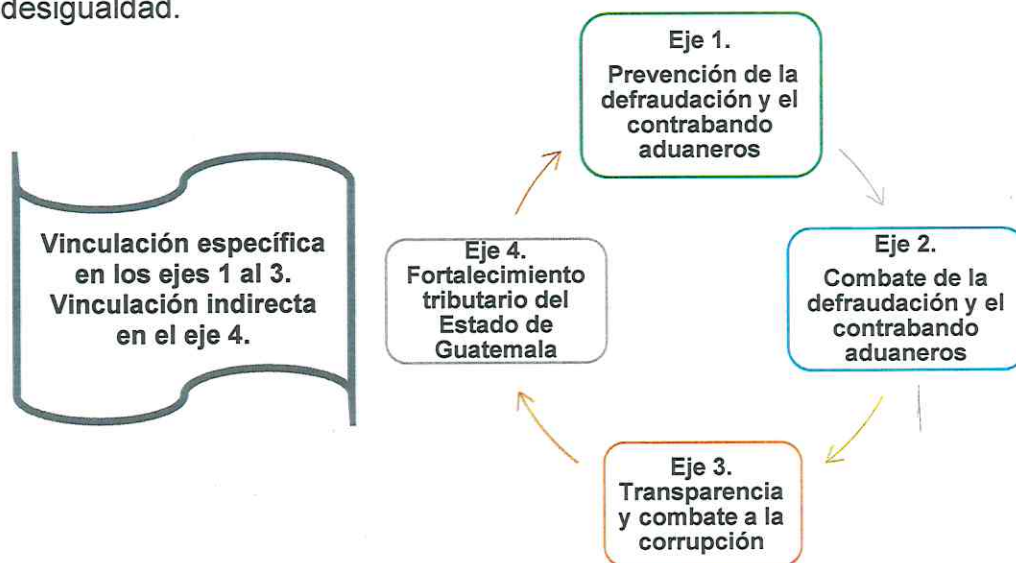 desigualdad.
Eje 1.
Prevención de la
defraudación y el
contrabando
aduaneros
Vinculación específica
en los ejes 1 al 3.
Vinculación indirecta
en el eje 4.
Eje 4.
Fortalecimiento
tributario del
Estado de
Guatemala
Eje 2.
Combate de la
defraudación y el
contrabando
aduaneros
Eje 3.
Transparencia
y combate a la
corrupción